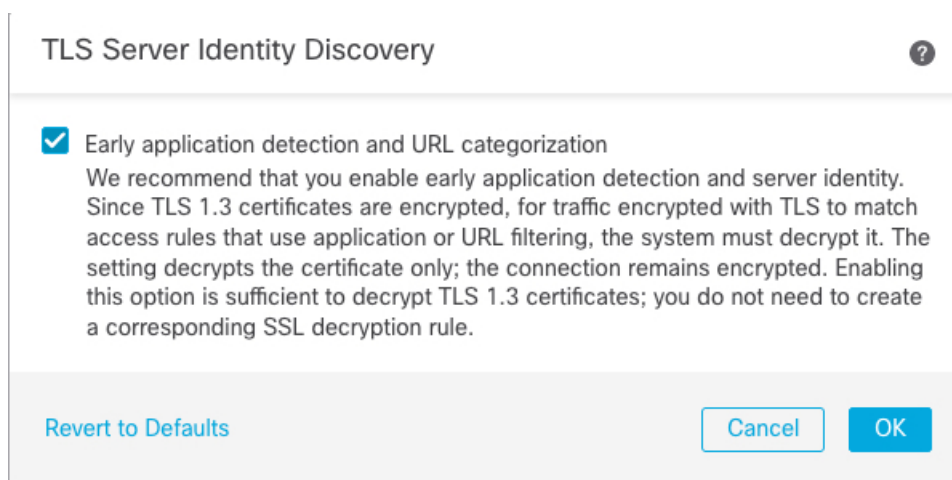 TLS Server Identity Discovery
?
Early application detection and URL categorization
We recommend that you enable early application detection and server identity.
Since TLS 1.3 certificates are encrypted, for traffic encrypted with TLS to match
access rules that use application or URL filtering, the system must decrypt it. The
setting decrypts the certificate only; the connection remains encrypted. Enabling
this option is sufficient to decrypt TLS 1.3 certificates; you do not need to create
a corresponding SSL decryption rule.
Revert to Defaults
Cancel
OK